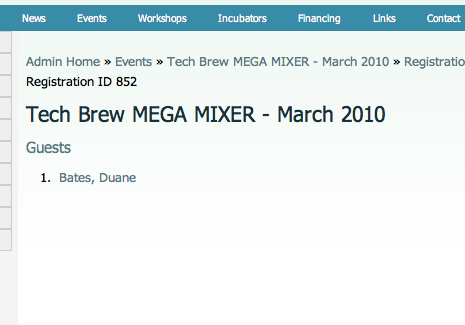 News Events Workshops Incubators Financing Links Contact
Admin Home » Events » Tech Brew MEGA MIXER - March 2010 » Registratio
Registration ID 852
Tech Brew MEGA MIXER - March 2010
Guests
1. Bates, Duane